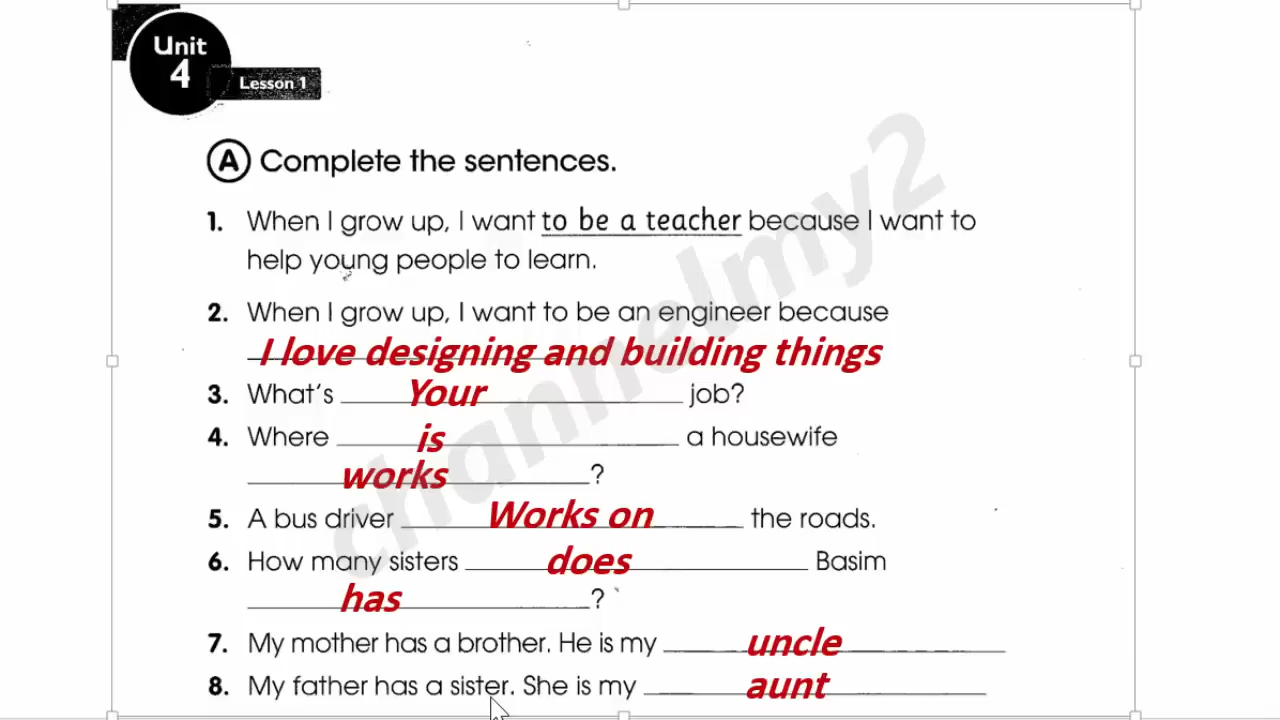 Unit
4
Lesson 1
A Complete the sentences.
1. When I grow up, I want to be a teacher because I want to
help young people to learn.
2. When I grow up, I want to be an engineer because
I love designing and building things
3. What's Your job?
4. Where is a housewife
works ?
5. A bus driver Works on the roads.
6. How many sisters does Basim
has ?
7. My mother has a brother. He is my uncle
8. My father has a sister. She is my aunt
channelmy2